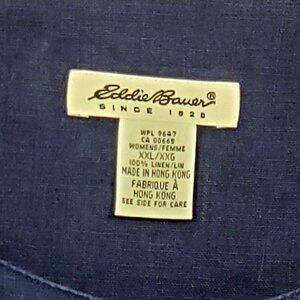 Eddie Bauer®
SINCE 1920
WPL 9647
CA 00665
WOMENS/FEMME
XXL/XXG
100% LINEN/LIN
MADE IN HONG KONG
FABRIQUÉ À
HONG KONG
SEE SIDE FOR CARE